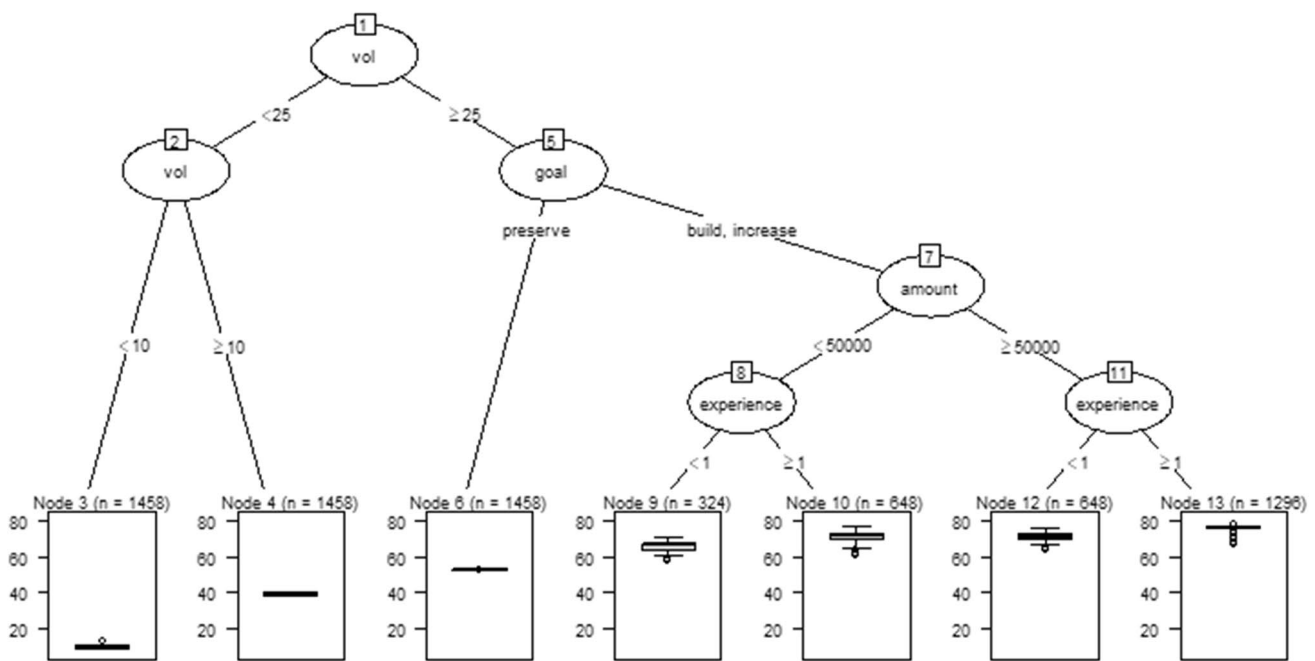 1
vol
<25
≥25
2
vol
5
goal
preserve
build, increase
7
amount
<10
≥10
<50000
≥50000
8
experience
11
experience
<1
≥1
<1
≥1
Node 3 (n = 1458)
Node 4 (n = 1458)
Node 6 (n = 1458)
Node 9 (n = 324)
Node 10 (n = 648)
Node 12 (n = 648)
Node 13 (n = 1296)
80
60
40
20
80
60
40
20
80
60
40
20
80
60
40
20
80
60
40
20
80
60
40
20
80
60
40
20